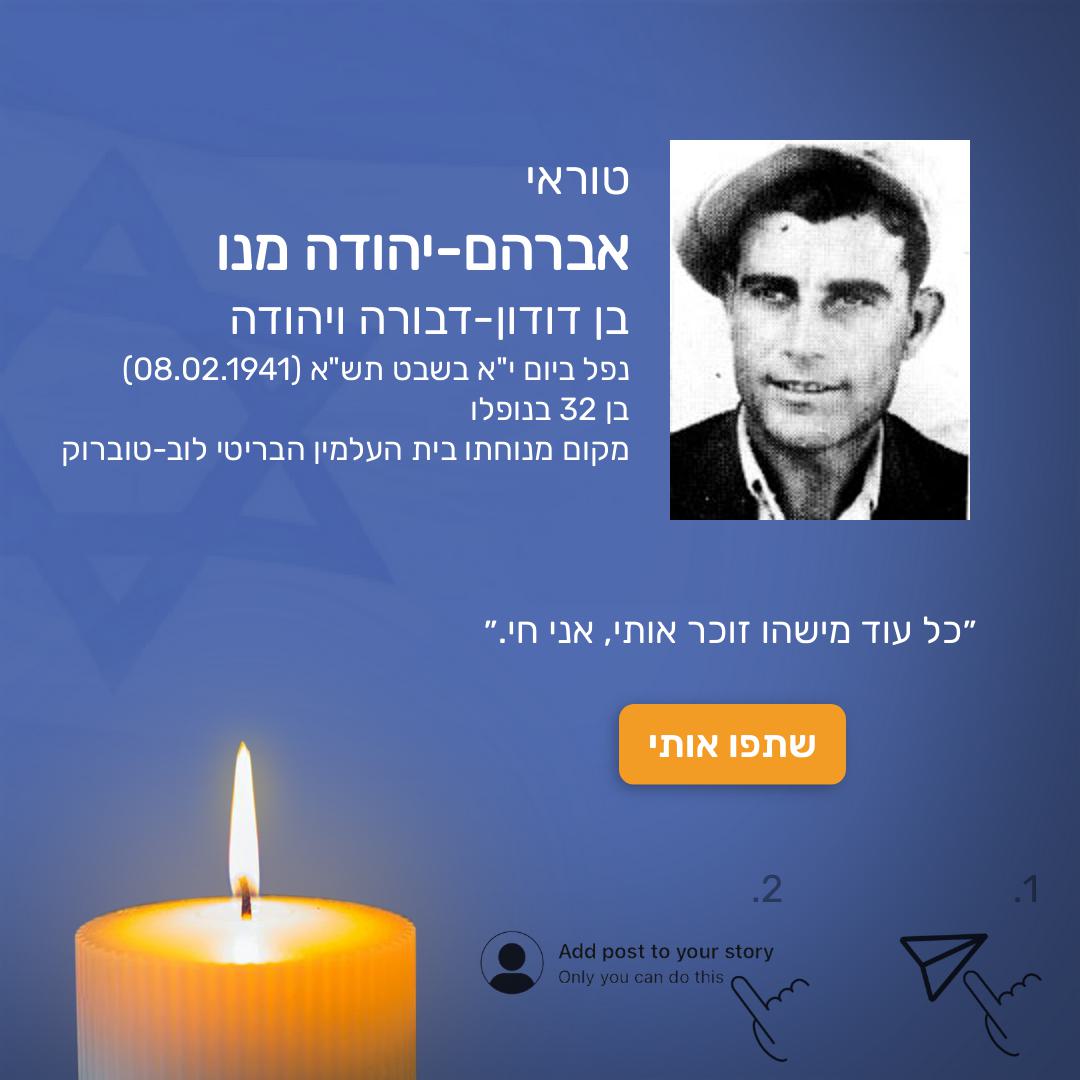 טוראי
אברהם-יהודה מנו
בן דודון-דבורה ויהודה
נפל ביום י"א בשבט תש"א (08.02.1941)
בן 32 בנופלו
מקום מנוחתו בית העלמין הבריטי לוב-טוברוק
״כל עוד מישהו זוכר אותי, אני חי.״
שתפו אותי
.1
.2
Add post to your story
Only you can do this